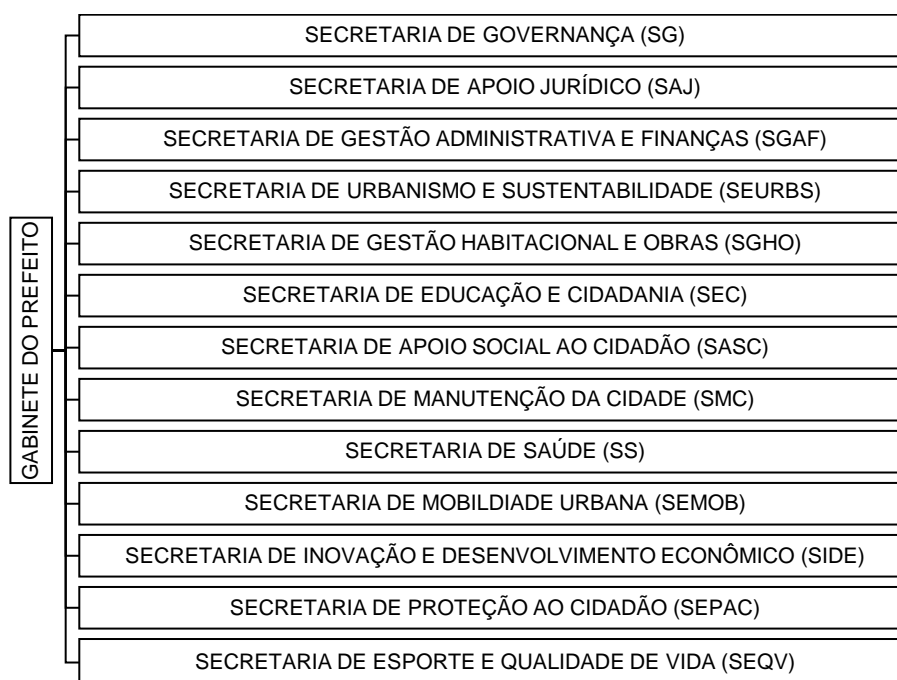 GABINETE DO PREFEITO
SECRETARIA DE GOVERNANÇA (SG)
SECRETARIA DE APOIO JURÍDICO (SAJ)
SECRETARIA DE GESTÃO ADMINISTRATIVA E FINANÇAS (SGAF)
SECRETARIA DE URBANISMO E SUSTENTABILIDADE (SEURBS)
SECRETARIA DE GESTÃO HABITACIONAL E OBRAS (SGHO)
SECRETARIA DE EDUCAÇÃO E CIDADANIA (SEC)
SECRETARIA DE APOIO SOCIAL AO CIDADÃO (SASC)
SECRETARIA DE MANUTENÇÃO DA CIDADE (SMC)
SECRETARIA DE SAÚDE (SS)
SECRETARIA DE MOBILDIADE URBANA (SEMOB)
SECRETARIA DE INOVAÇÃO E DESENVOLVIMENTO ECONÔMICO (SIDE)
SECRETARIA DE PROTEÇÃO AO CIDADÃO (SEPAC)
SECRETARIA DE ESPORTE E QUALIDADE DE VIDA (SEQV)